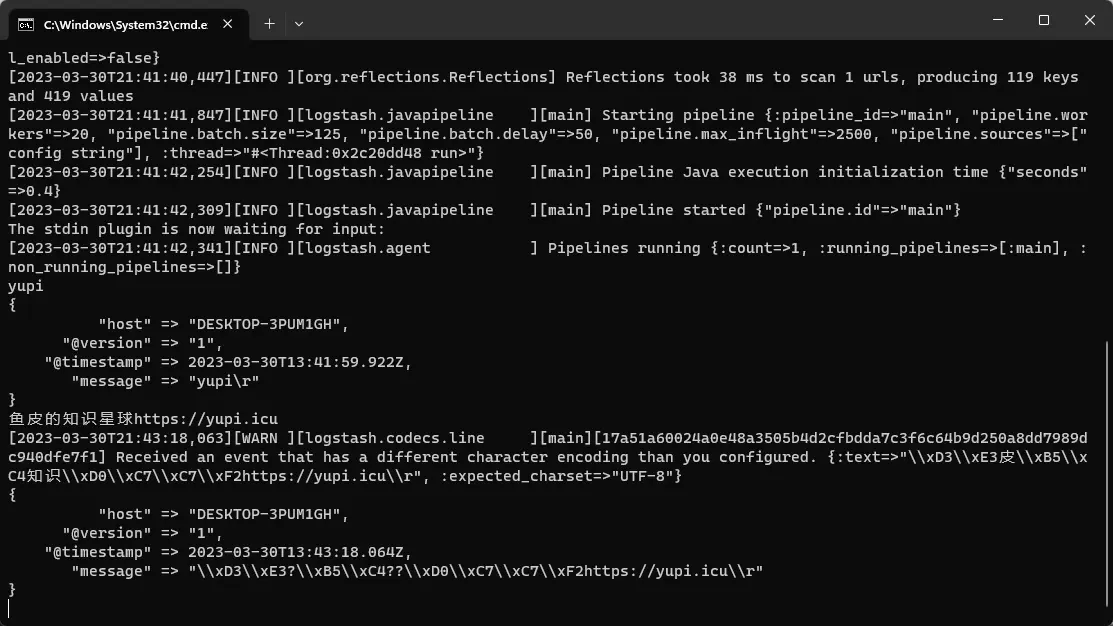 C:\Windows\System32\cmd.e
l_enabled=>false}
[2023-03-30T21:41:40,447][INFO ][org.reflections.Reflections] Reflections took 38 ms to scan 1 urls, producing 119 keys
and 419 values
[2023-03-30T21:41:41,847][INFO ][logstash.javapipeline    ][main] Starting pipeline {:pipeline_id=>"main", "pipeline.wor
kers"=>20, "pipeline.batch.size"=>125, "pipeline.batch.delay"=>50, "pipeline.max_inflight"=>2500, "pipeline.sources"=>["
config string"], :thread=>"#<Thread:0x2c20dd48 run>"}
[2023-03-30T21:41:42,254][INFO ][logstash.javapipeline    ][main] Pipeline Java execution initialization time {"seconds"
=>0.4}
[2023-03-30T21:41:42,309][INFO ][logstash.javapipeline    ][main] Pipeline started {"pipeline.id"=>"main"}
The stdin plugin is now waiting for input:
[2023-03-30T21:41:42,341][INFO ][logstash.agent           ] Pipelines running {:count=>1, :running_pipelines=>[:main], :
non_running_pipelines=>[]}
yupi
{
          "host" => "DESKTOP-3PUM1GH",
      "@version" => "1",
    "@timestamp" => 2023-03-30T13:41:59.922Z,
       "message" => "yupi\r"
}
鱼皮的知识星球https://yupi.icu
[2023-03-30T21:43:18,063][WARN ][logstash.codecs.line     ][main][17a51a60024a0e48a3505b4d2cfbdda7c3f6c64b9d250a8dd7989d
c940dfe7f1] Received an event that has a different character encoding than you configured. {:text=>"\\xD3\\xE3皮\\xB5\\x
C4知识\\xD0\\xC7\\xC7\\xF2https://yupi.icu\\r", :expected_charset=>"UTF-8"}
{
          "host" => "DESKTOP-3PUM1GH",
      "@version" => "1",
    "@timestamp" => 2023-03-30T13:43:18.064Z,
       "message" => "\\xD3\\xE3?\\xB5\\xC4??\\xD0\\xC7\\xC7\\xF2https://yupi.icu\\r"
}